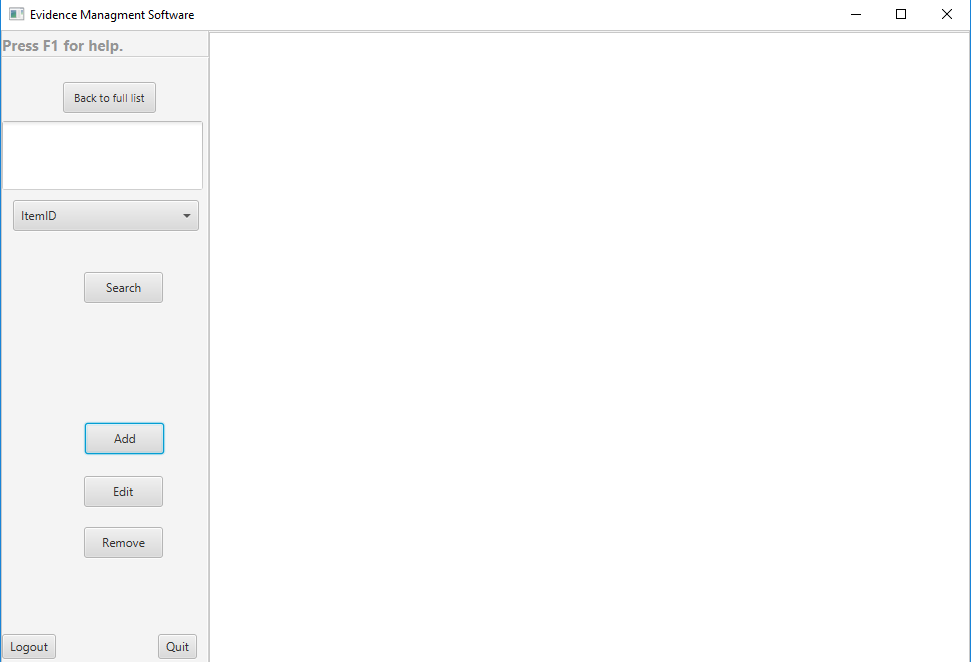 Evidence Managment Software
Press F1 for help.
Back to full list
ItemID
Search
Add
Edit
Remove
Logout
Quit